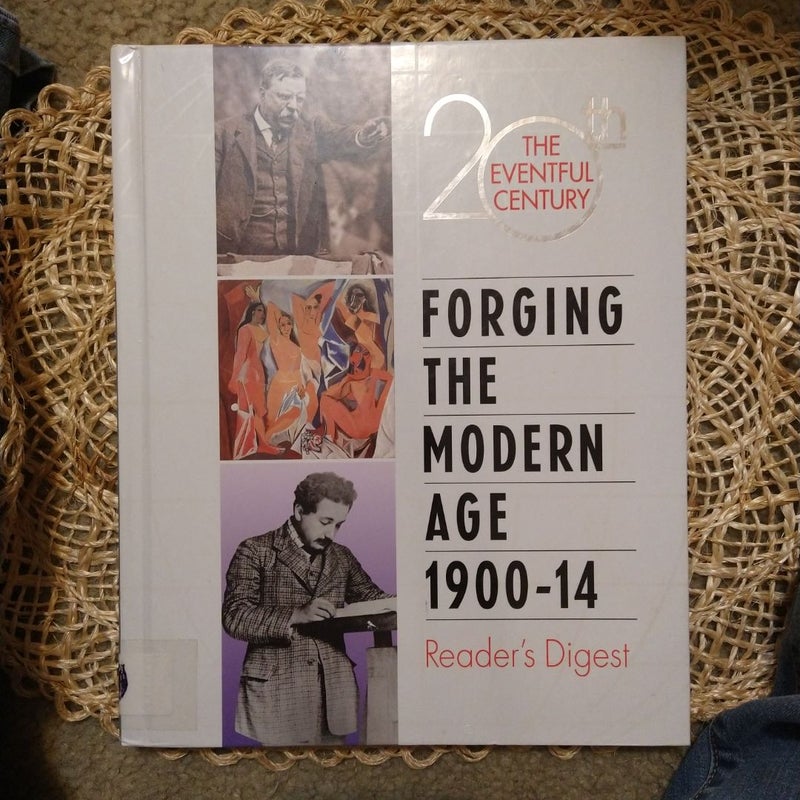 20th
THE
EVENTFUL
CENTURY
FORGING
THE
MODERN
AGE
1900-14
Reader's Digest